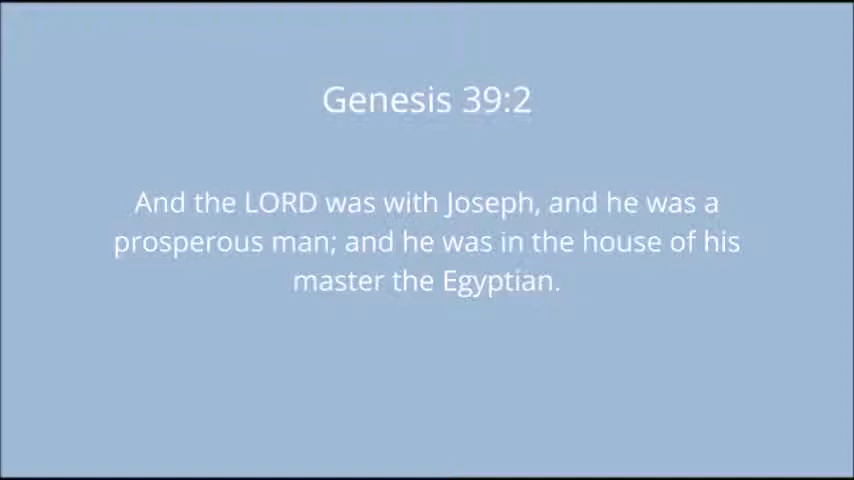 Genesis 39:2
And the LORD was with Joseph, and he was a
prosperous man; and he was in the house of his
master the Egyptian.